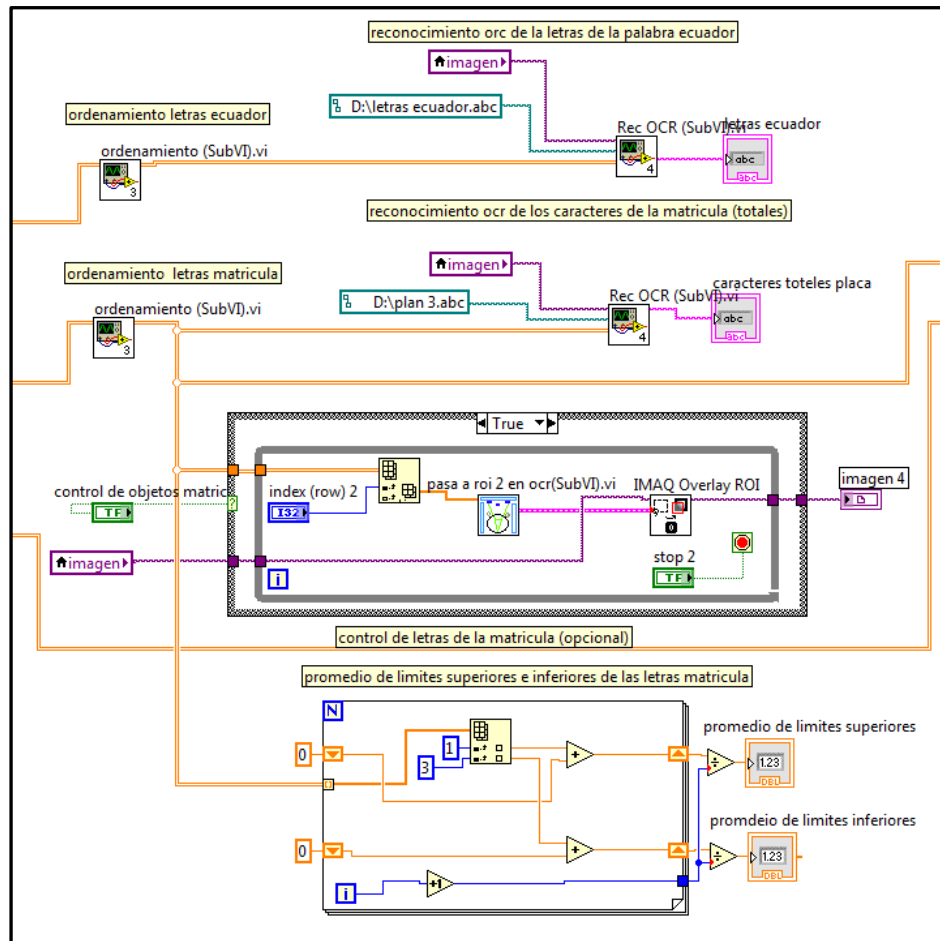 reconocimiento orc de la letras de la palabra ecuador
imagen
D:\letras ecuador.abc
ordenamiento letras ecuador
ordenamiento (SubVI).vi
3
Rec OCR (SubVI).vi
4
letras ecuador
abc
abc
reconocimiento ocr de los caracteres de la matricula (totales)
imagen
D:\plan 3.abc
ordenamiento letras matricula
ordenamiento (SubVI).vi
3
Rec OCR (SubVI).vi
4
caracteres toteles placa
abc
abc
True
control de objetos matric
TF
?
index (row) 2
I32
pasa a roi 2 en ocr(SubVI).vi
IMAQ Overlay ROI
0
imagen 4
stop 2
TF
imagen
i
control de letras de la matricula (opcional)
promedio de limites superiores e inferiores de las letras matricula
N
0
1
3
+
÷
promedio de limites superiores
1.23
DBL
0
+
÷
promdeio de limites inferiores
1.23
DBL
i
+1